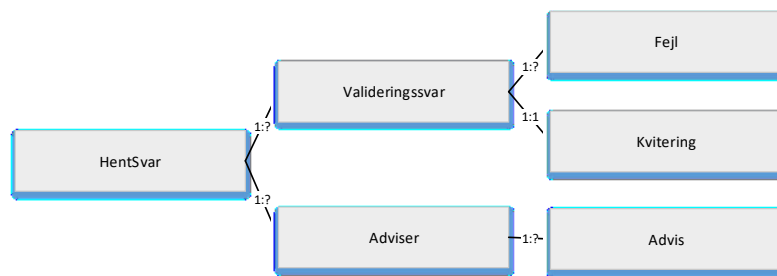 Fejl
1:?
Valideringssvar
1:1
1:?
Kvitering
HentSvar
1:?
Adviser
1:?
Advis